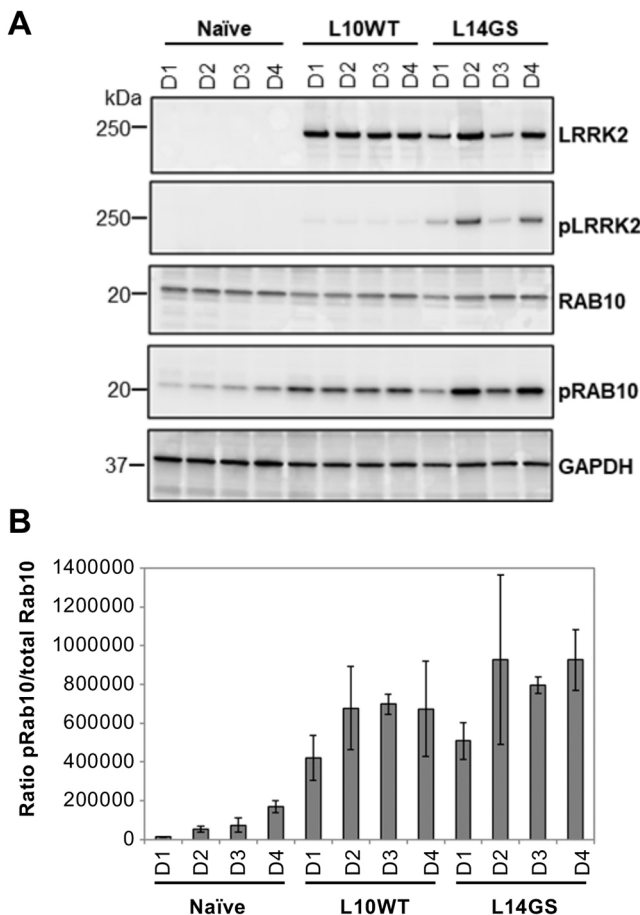 A
Naïve L10WT L14GS
D1 D2 D3 D4 D1 D2 D3 D4 D1 D2 D3 D4
kDa
250 LRRK2
250 pLRRK2
20 RAB10
20 pRAB10
37 GAPDH
B
Ratio pRab10/total Rab10
1400000
1200000
1000000
800000
600000
400000
200000
0
D1 D2 D3 D4 D1 D2 D3 D4 D1 D2 D3 D4
Naïve L10WT L14GS